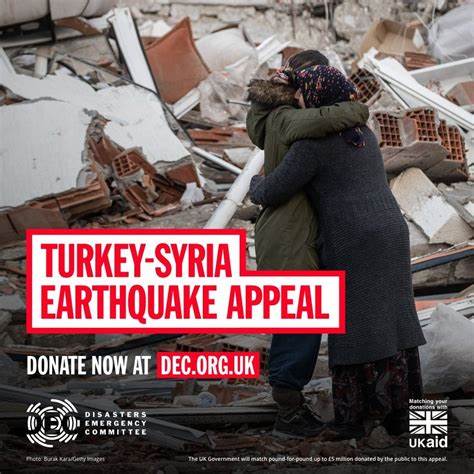 TURKEY-SYRIA
EARTHQUAKE APPEAL
DONATE NOW AT DEC.ORG.UK
DEC
DISASTERS
EMERGENCY
COMMITTEE
Matching your
donations with
UKaid
Photo: Burak Kara/Getty Images
The UK Government will match pound-for-pound up to £5 million donated by the public to this appeal.